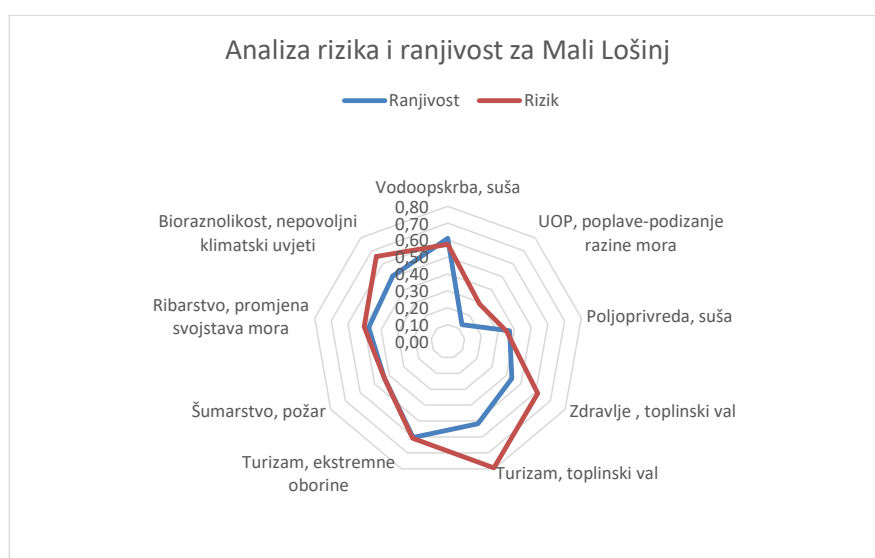 Analiza rizika i ranjivost za Mali Lošinj
Ranjivost
Rizik
Vodoopskrba, suša
UOP, poplave-podizanje
razine mora
Poljoprivreda, suša
Zdravlje , toplinski val
Turizam, toplinski val
Turizam, ekstremne
oborine
Šumarstvo, požar
Ribarstvo, promjena
svojstava mora
Bioraznolikost, nepovoljni
klimatski uvjeti
0,80
0,70
0,60
0,50
0,40
0,30
0,20
0,10
0,00